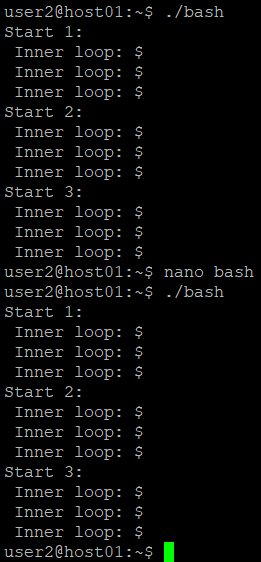 user2@host01:~$ ./bash
Start 1:
 Inner loop: $
 Inner loop: $
 Inner loop: $
Start 2:
 Inner loop: $
 Inner loop: $
 Inner loop: $
Start 3:
 Inner loop: $
 Inner loop: $
 Inner loop: $
user2@host01:~$ nano bash
user2@host01:~$ ./bash
Start 1:
 Inner loop: $
 Inner loop: $
 Inner loop: $
Start 2:
 Inner loop: $
 Inner loop: $
 Inner loop: $
Start 3:
 Inner loop: $
 Inner loop: $
 Inner loop: $
user2@host01:~$